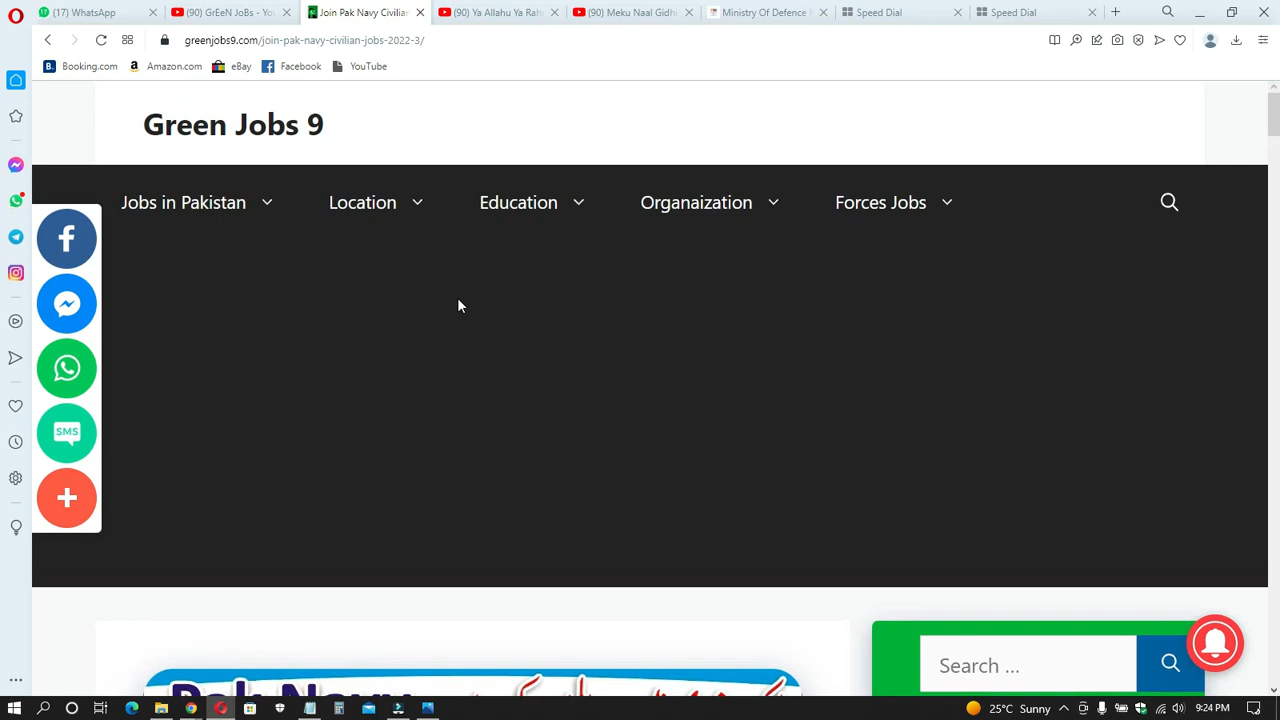 (17) WhatsApp
(90) GrEeN JoBs - You
Join Pak Navy Civilian
(90) Ya Allahu Ya Rah
(90) Meku Naal Gidh
Ministry Of Defence
Speed Dial
Speed Dial
greenjobs9.com/join-pak-navy-civilian-jobs-2022-3/
Booking.com
Amazon.com
eBay
Facebook
YouTube
Green Jobs 9
Jobs in Pakistan
Location
Education
Organaization
Forces Jobs
SMS
Search ...
Pak Navy
25°C Sunny
9:24 PM